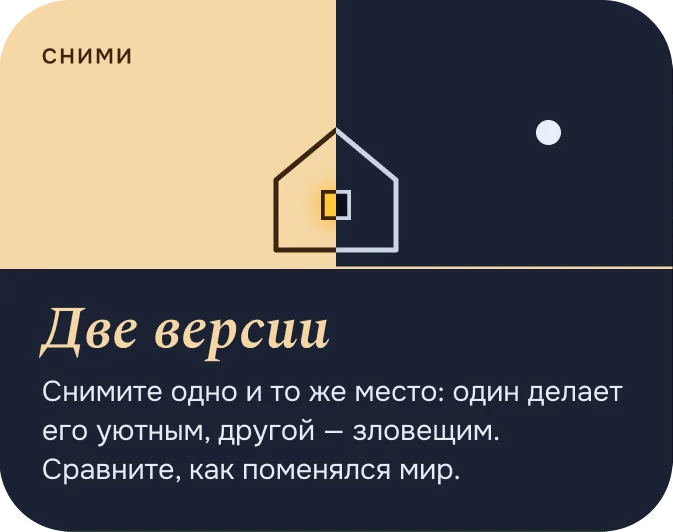 СНИМИ
Две версии
Снимите одно и то же место: один делает
его уютным, другой — зловещим.
Сравните, как поменялся мир.